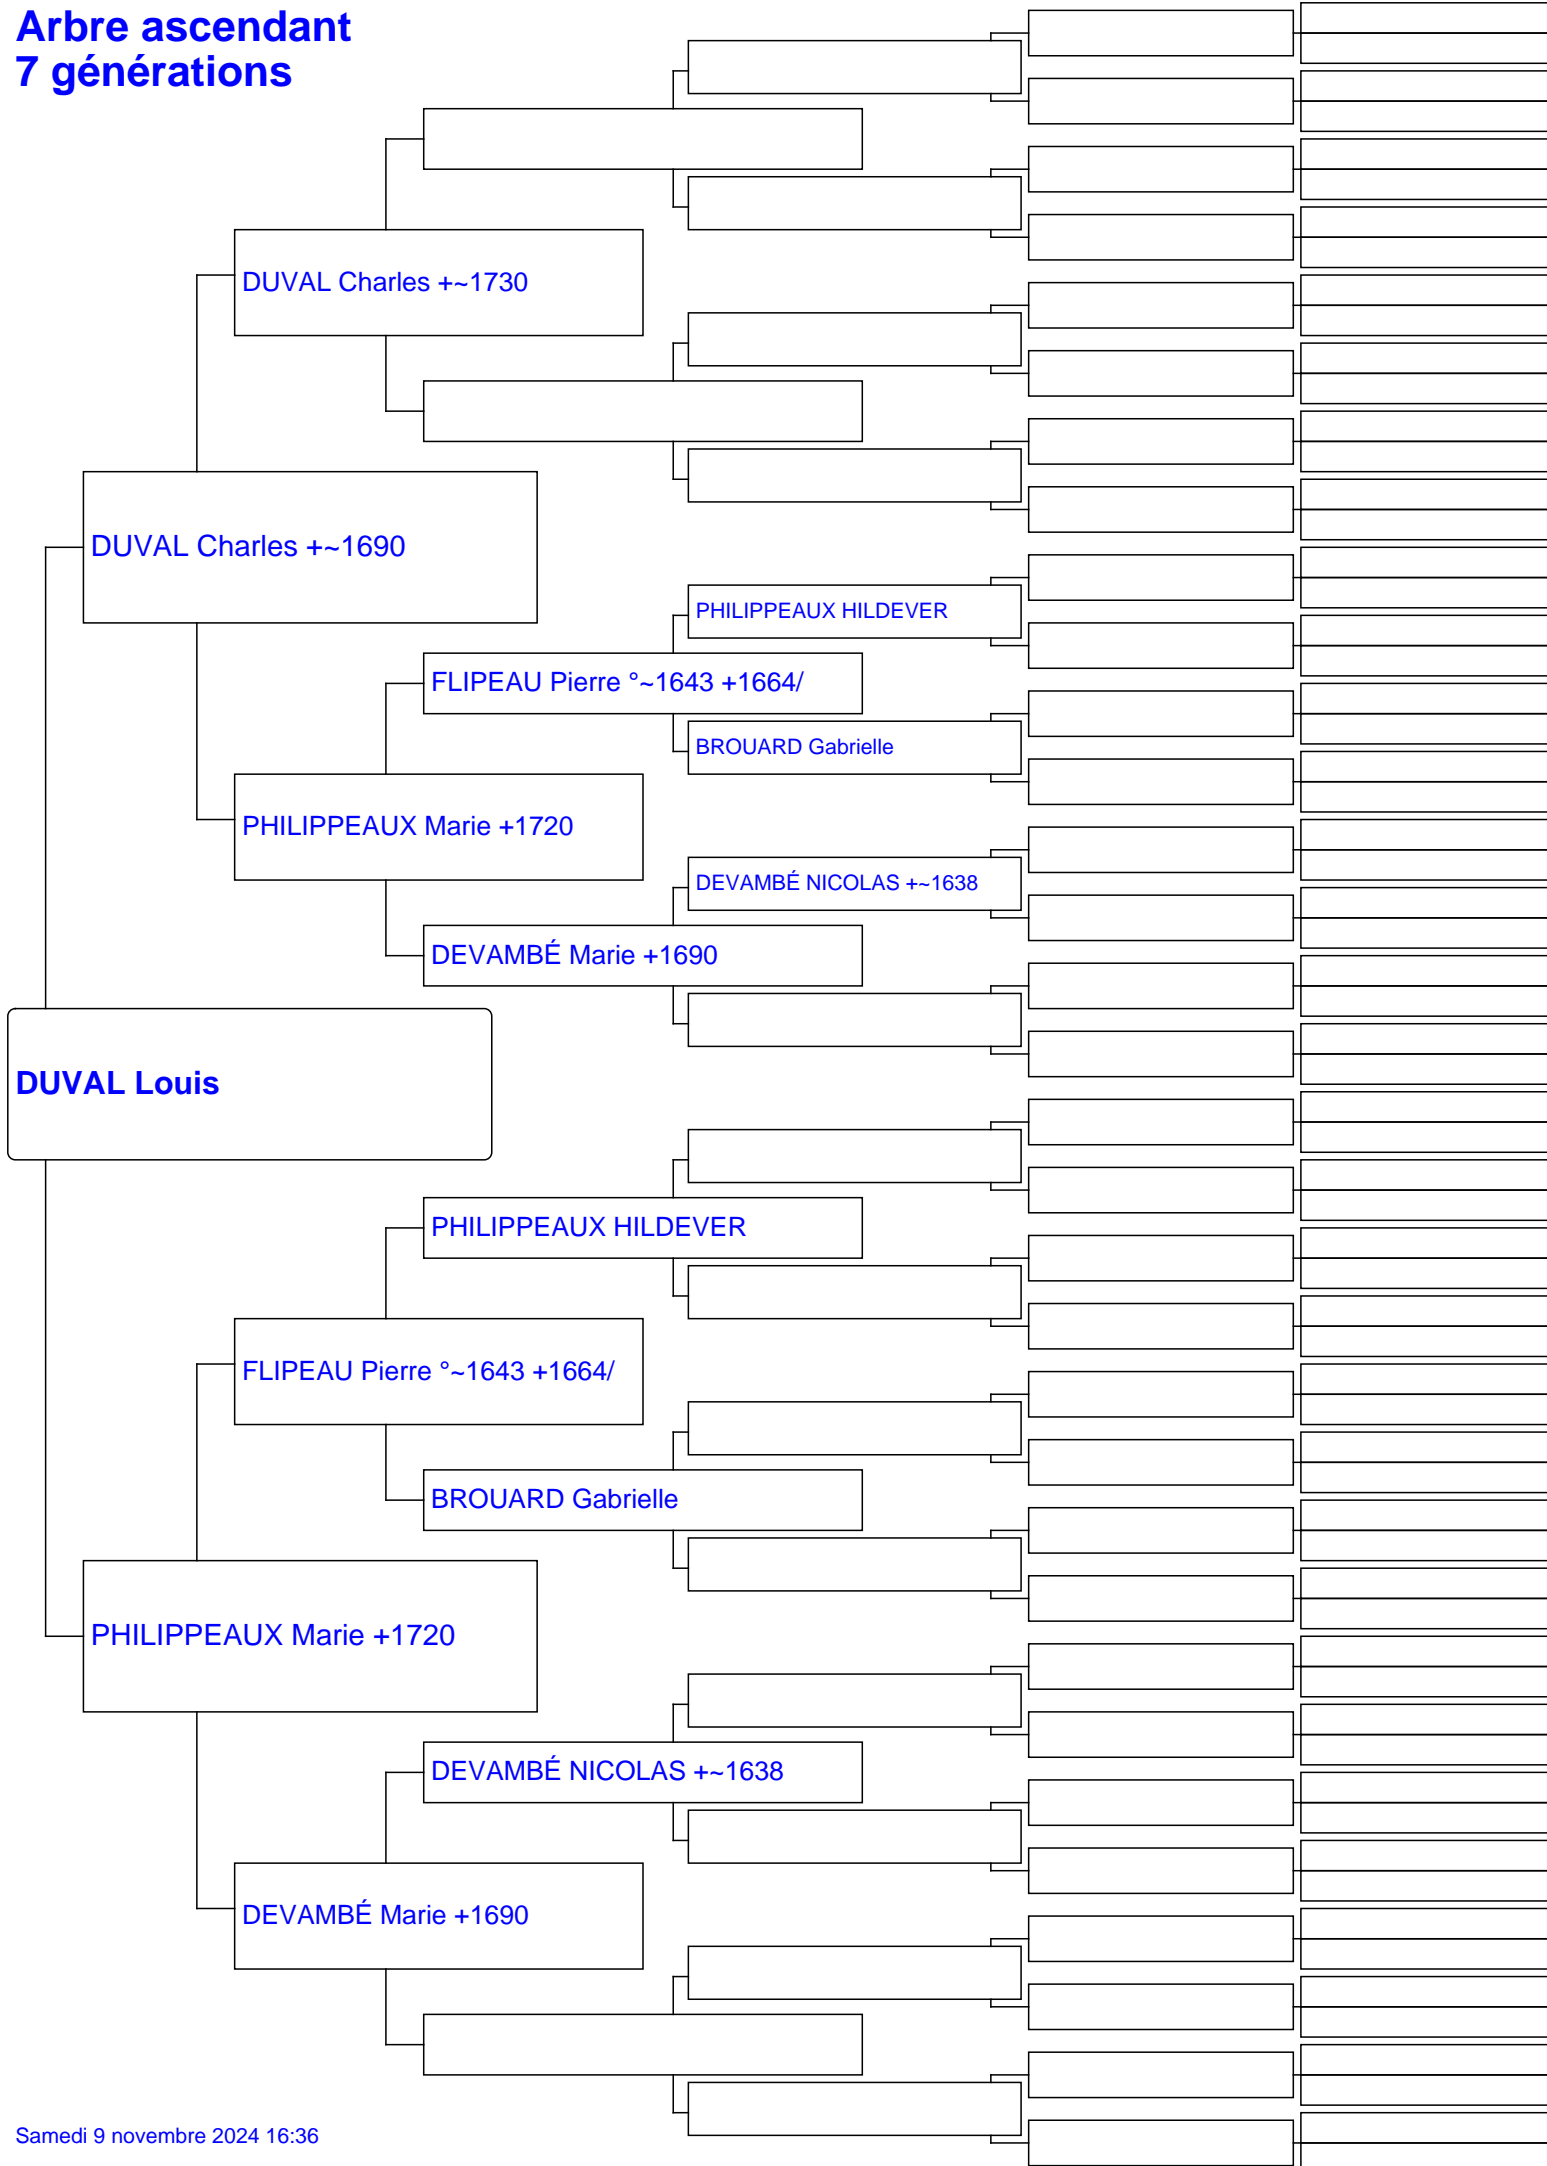 Arbre ascendant
7 générations
DUVAL Charles +~1730
DUVAL Charles +~1690
PHILIPPEAUX HILDEVER
FLIPEAU Pierre °~1643 +1664/
BROUARD Gabrielle
PHILIPPEAUX Marie +1720
DEVAMBÉ NICOLAS +~1638
DEVAMBÉ Marie +1690
DUVAL Louis
PHILIPPEAUX HILDEVER
FLIPEAU Pierre °~1643 +1664/
BROUARD Gabrielle
PHILIPPEAUX Marie +1720
DEVAMBÉ NICOLAS +~1638
DEVAMBÉ Marie +1690
Samedi 9 novembre 2024 16:36